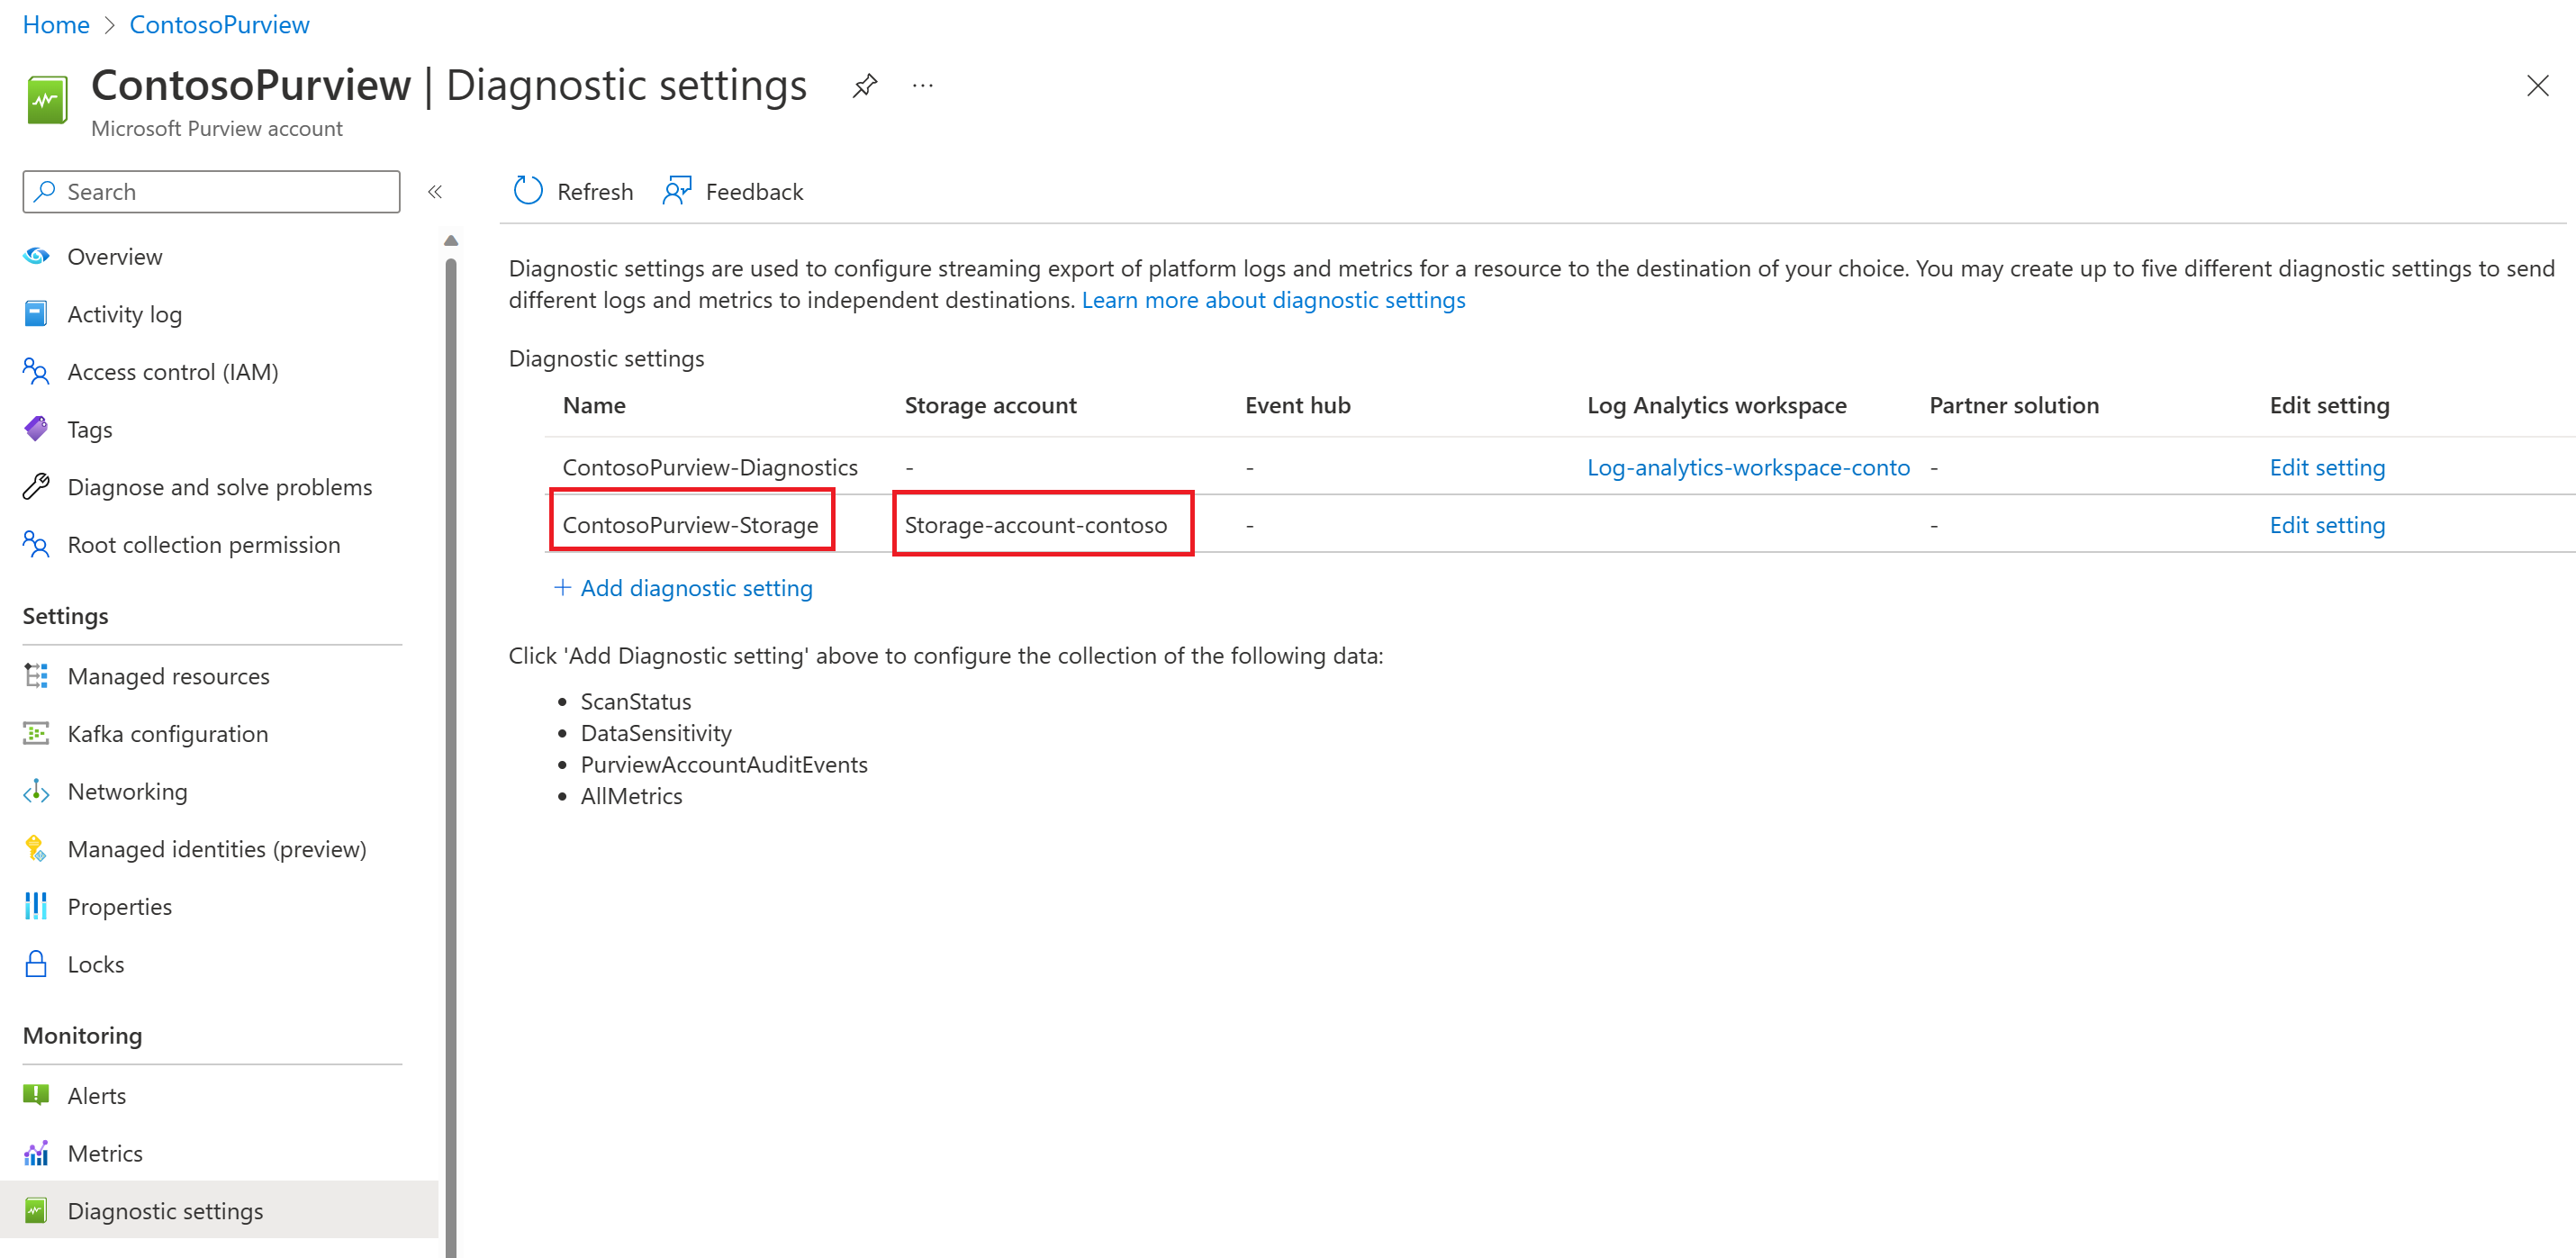 Home > ContosoPurview
ContosoPurview | Diagnostic settings ...
Microsoft Purview account
Search
«
Overview
Activity log
Access control (IAM)
Tags
Diagnose and solve problems
Root collection permission
Settings
Managed resources
Kafka configuration
Networking
Managed identities (preview)
Properties
Locks
Monitoring
Alerts
Metrics
Diagnostic settings
Refresh Feedback
Diagnostic settings are used to configure streaming export of platform logs and metrics for a resource to the destination of your choice. You may create up to five different diagnostic settings to send
different logs and metrics to independent destinations. Learn more about diagnostic settings
Diagnostic settings
Name Storage account Event hub Log Analytics workspace Partner solution Edit setting
ContosoPurview-Diagnostics - - Log-analytics-workspace-conto - Edit setting
ContosoPurview-Storage Storage-account-contoso - - Edit setting
+ Add diagnostic setting
Click 'Add Diagnostic setting' above to configure the collection of the following data:
• ScanStatus
• DataSensitivity
• PurviewAccountAuditEvents
• AllMetrics